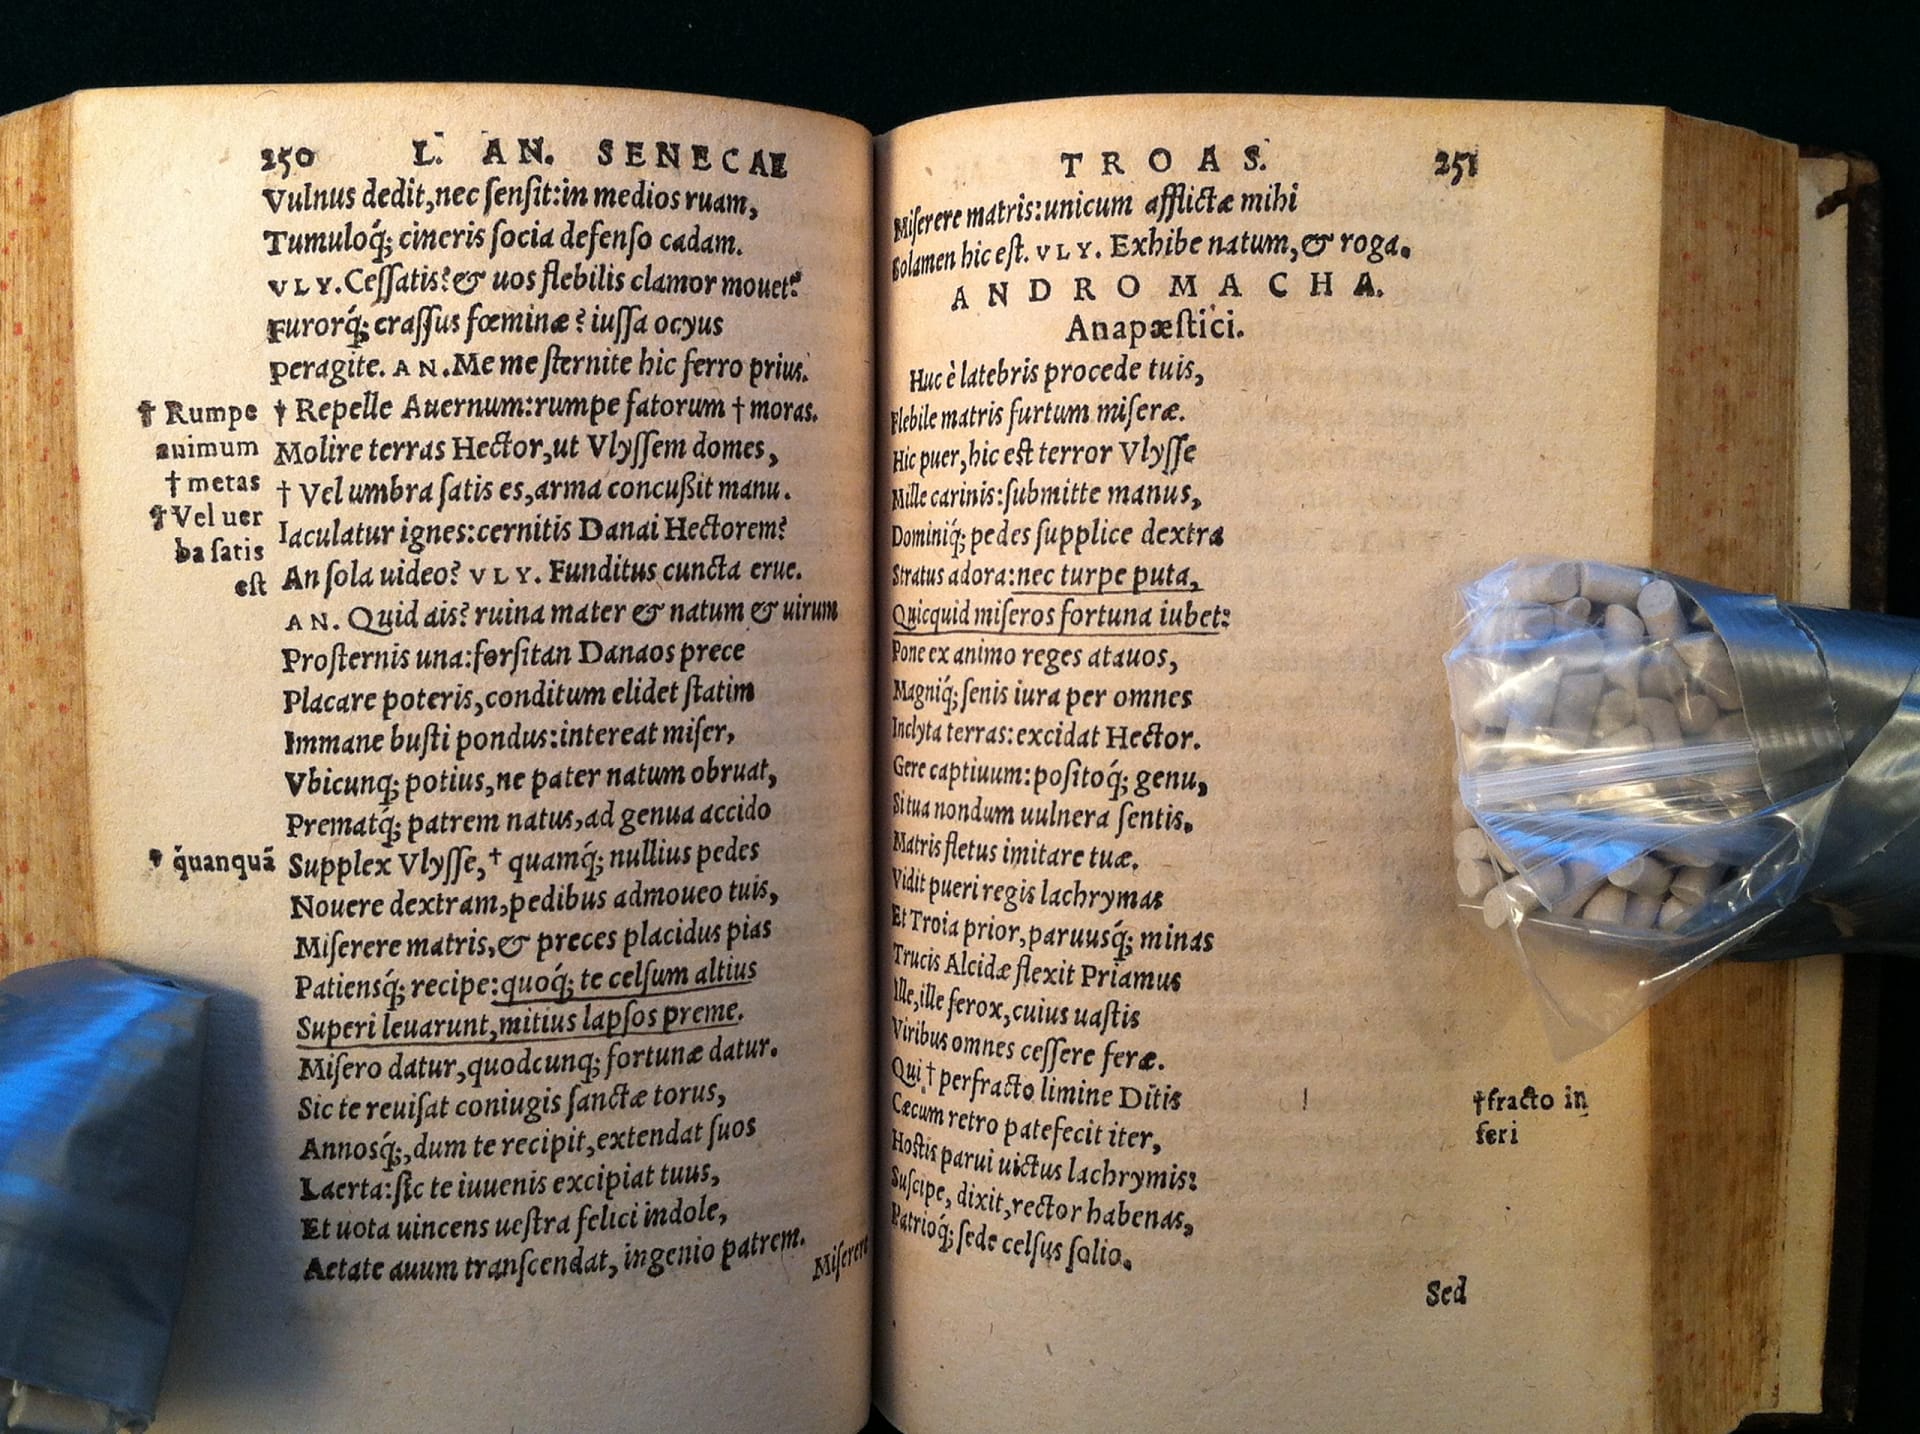 250 L. AN. SENECAE
Vulnus dedit, nec ſenſit: in medios ruam,
Tumuloq́; cineris ſocia defenſo cadam.
VLY. Ceſſatis? & uos flebilis clamor mouet?
Furorq́; craſſus fœminæ? iuſſa ocyus
peragite. AN. Me me ſternite hic ferro prius.
† Repelle Auernum: rumpe fatorum † moras.
Molire terras Hector, ut Vlyſſem domes,
† Vel umbra ſatis es, arma concußit manu.
Iaculatur ignes: cernitis Danai Hectorem?
An ſola uideo? VLY. Funditus cuncta erue.
AN. Quid ais? ruina mater & natum & uirum
Proſternis una: forſitan Danaos prece
Placare poteris, conditum elidet ſtatim
Immane buſti pondus: intereat miſer,
Vbicunq; potius, ne pater natum obruat,
Prematq́; patrem natus, ad genua accido
Supplex Vlyſſe, † quamq́; nullius pedes
Nouere dextram, pedibus admoueo tuis,
Miſerere matris, & preces placidus pias
Patiensq́; recipe: quoq́; te celſum altius
Superi leuarunt, mitius lapſos preme.
Miſero datur, quodcunq; fortunæ datur.
Sic te reuiſat coniugis ſanctæ torus,
Annosq́;, dum te recipit, extendat ſuos
Laerta: ſic te iuuenis excipiat tuus,
Et uota uincens ueſtra felici indole,
Aetate auum tranſcendat, ingenio patrem.
Miſerere
† Rumpe
animum
† metas
† Vel uer
ba ſatis
eſt
† q́uanquā
TROAS. 251
Miſerere matris: unicum afflictæ mihi
Solamen hic eſt. VLY. Exhibe natum, & roga.
ANDROMACHA.
Anapæſtici.
Huc è latebris procede tuis,
Flebile matris furtum miſeræ.
Hic puer, hic eſt terror Vlyſſe
Mille carinis: ſubmitte manus,
Dominiq́; pedes ſupplice dextra
Stratus adora: nec turpe puta,
Quicquid miſeros fortuna iubet:
Pone ex animo reges atauos,
Magniq́; ſenis iura per omnes
Inclyta terras: excidat Hector.
Gere captiuum: poſitoq́; genu,
Si tua nondum uulnera ſentis,
Matris fletus imitare tuæ.
Vidit pueri regis lachrymas
Et Troia prior, paruusq́; minas
Trucis Alcidæ flexit Priamus
Ille, ille ferox, cuius uaſtis
Viribus omnes ceſſere feræ.
Qui † perfracto limine Ditis
Cæcum retro patefecit iter,
Hoſtis parui uictus lachrymis:
Suſcipe, dixit, rector habenas,
Patrioq́; ſede celſus ſolio.
Sed
† fracto in
feri